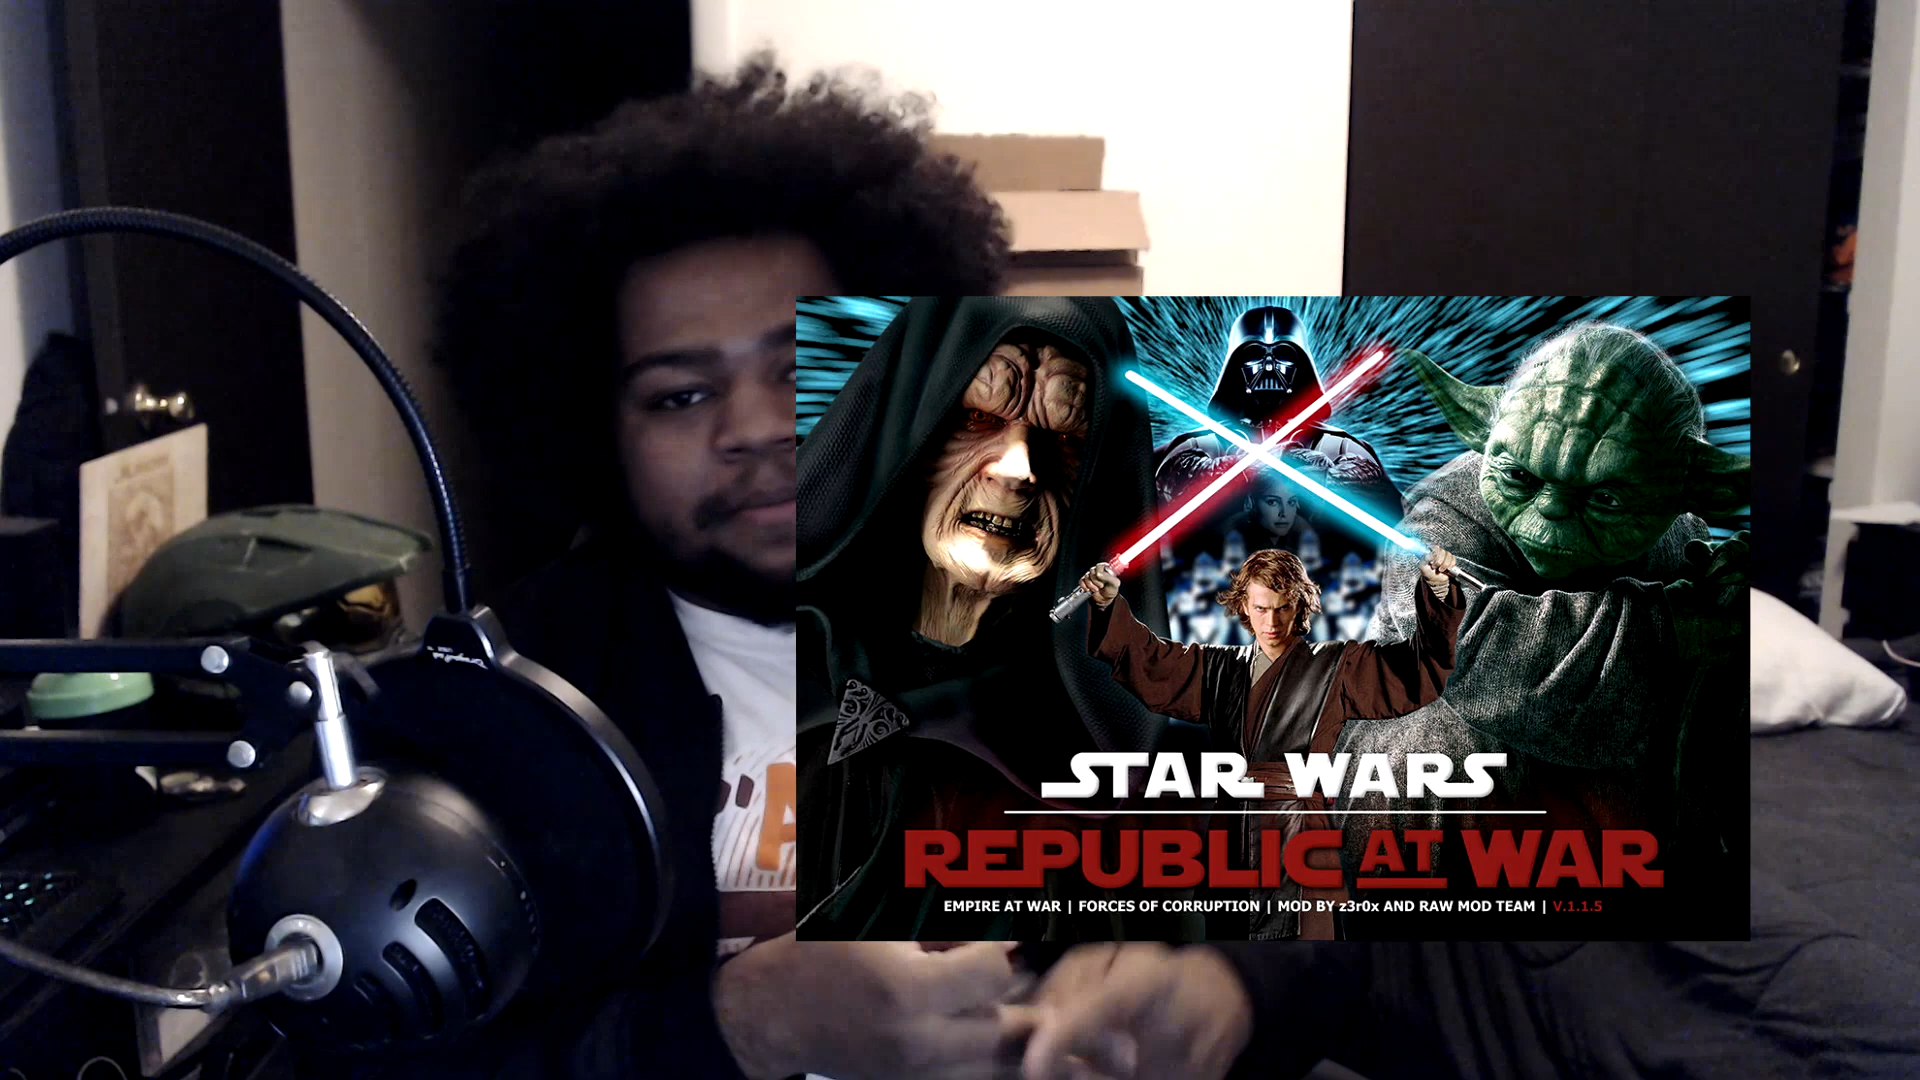 STAR WARS
REPUBLIC AT WAR
EMPIRE AT WAR | FORCES OF CORRUPTION | MOD BY z3r0x AND RAW MOD TEAM | V.1.1.5